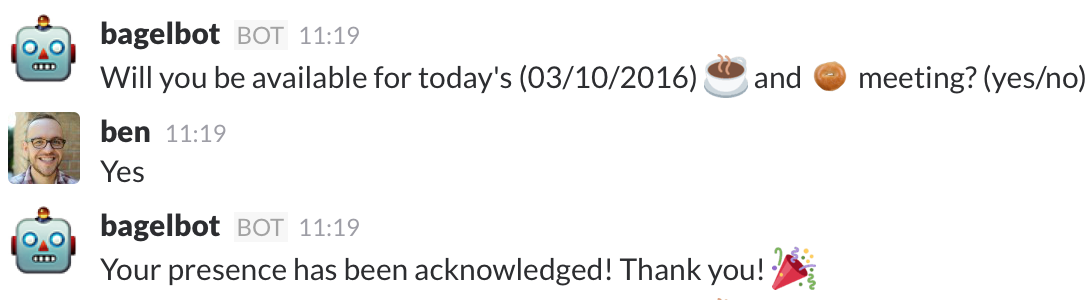 bagelbot BOT 11:19
Will you be available for today's (03/10/2016) ☕ and 🥯 meeting? (yes/no)
ben 11:19
Yes
bagelbot BOT 11:19
Your presence has been acknowledged! Thank you! 🎉